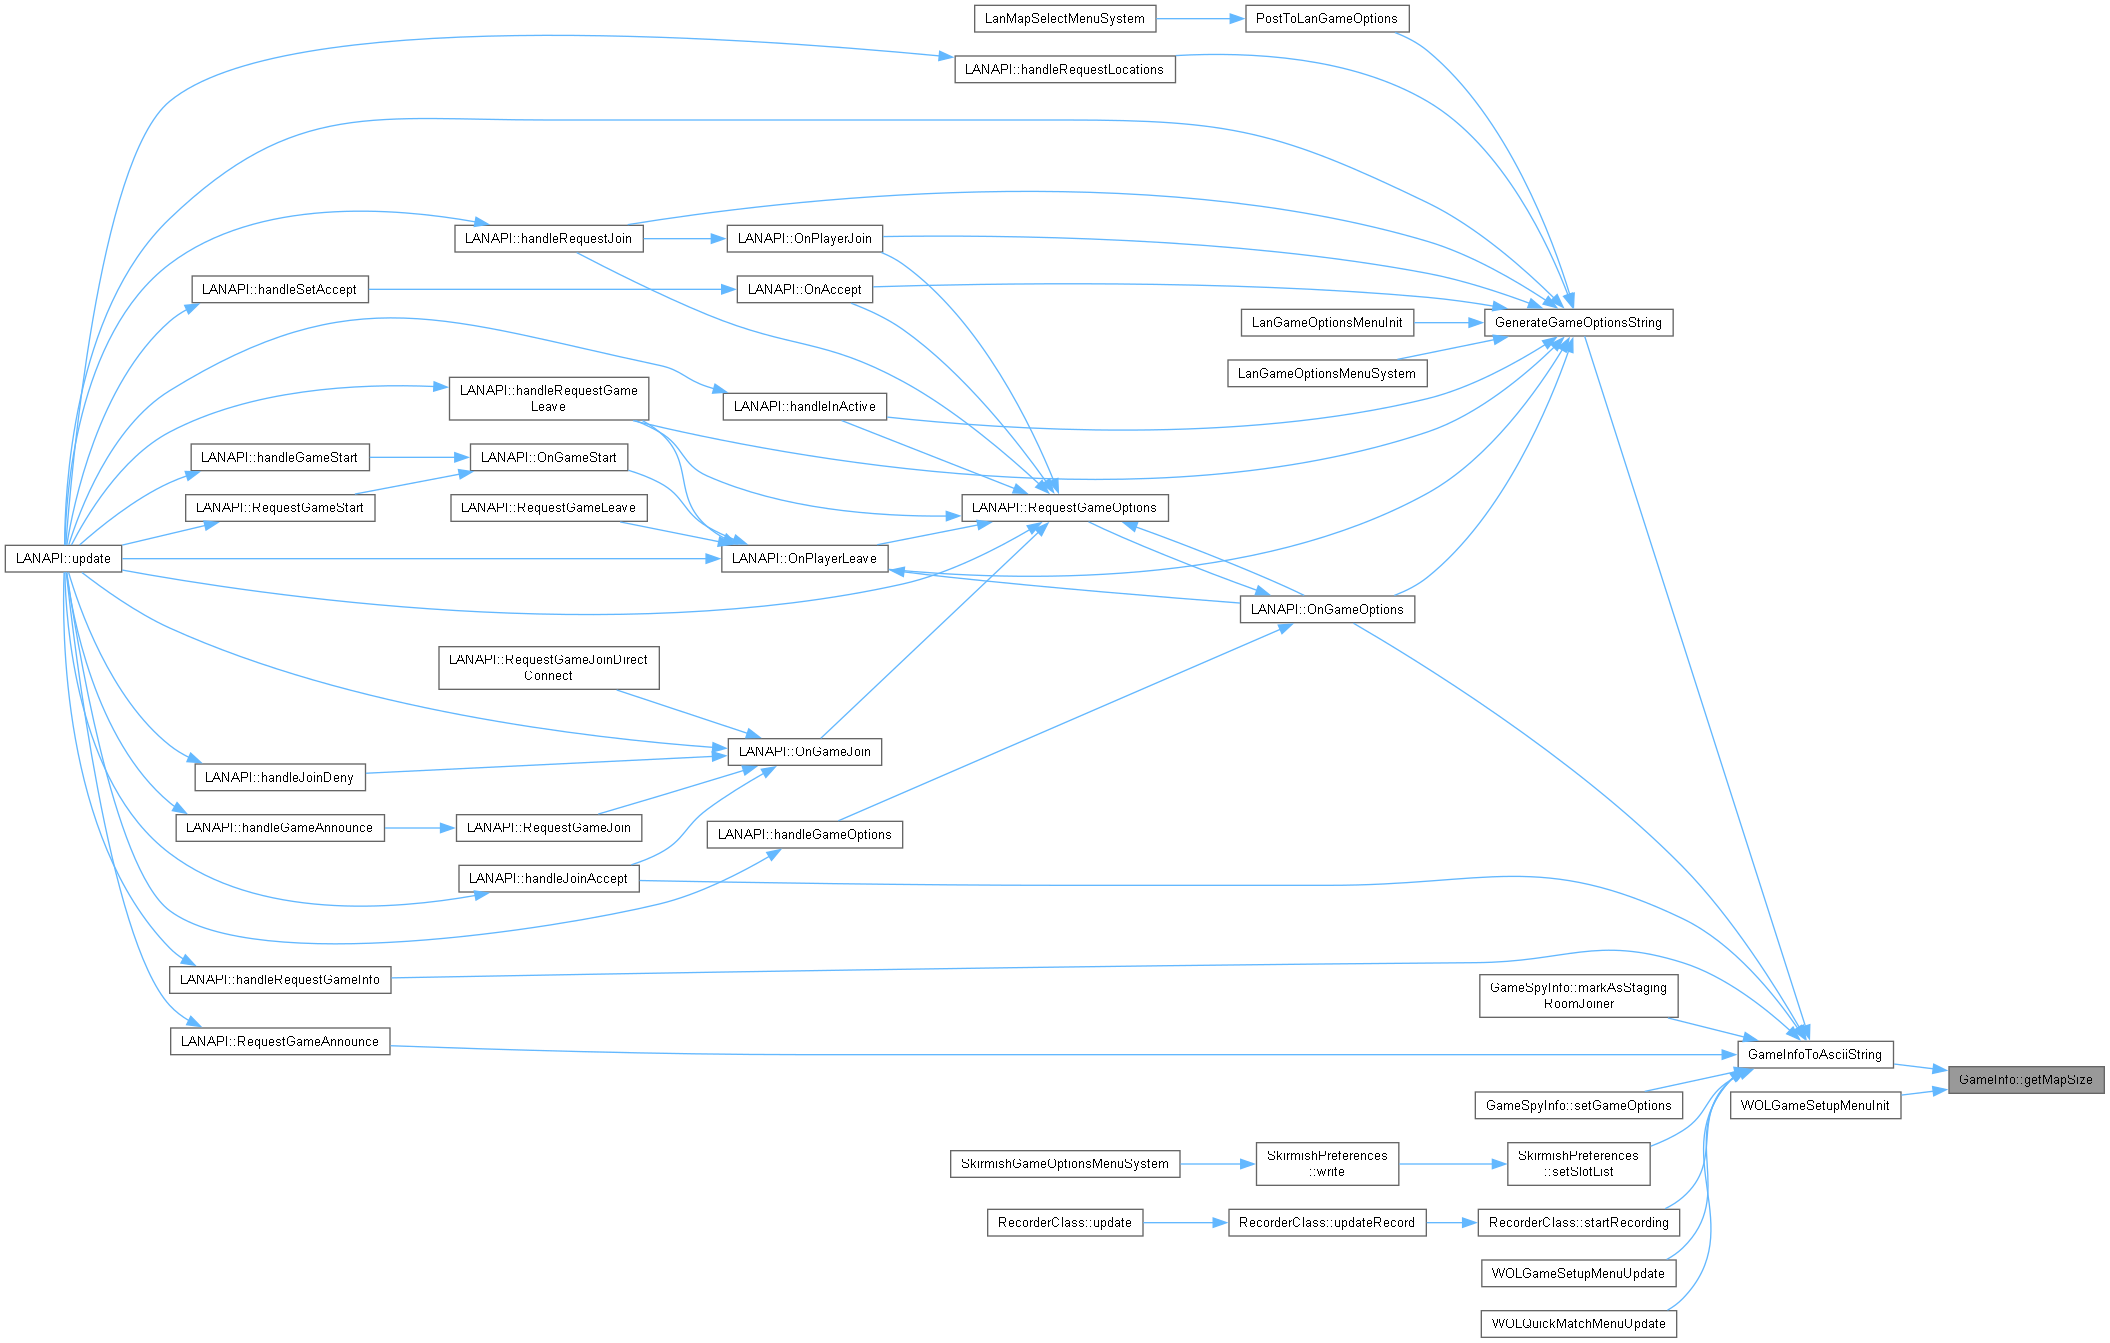 LanMapSelectMenuSystem
PostToLanGameOptions
LANAPI::handleRequestLocations
LANAPI::handleRequestJoin
LANAPI::OnPlayerJoin
LANAPI::handleSetAccept
LANAPI::OnAccept
LanGameOptionsMenuInit
GenerateGameOptionsString
LanGameOptionsMenuSystem
LANAPI::handleRequestGame
Leave
LANAPI::handleInActive
LANAPI::handleGameStart
LANAPI::OnGameStart
LANAPI::RequestGameStart
LANAPI::RequestGameLeave
LANAPI::RequestGameOptions
LANAPI::update
LANAPI::OnPlayerLeave
LANAPI::OnGameOptions
LANAPI::RequestGameJoinDirect
Connect
LANAPI::OnGameJoin
LANAPI::handleJoinDeny
LANAPI::handleGameAnnounce
LANAPI::RequestGameJoin
LANAPI::handleGameOptions
LANAPI::handleJoinAccept
LANAPI::handleRequestGameInfo
GameSpyInfo::markAsStaging
RoomJoiner
LANAPI::RequestGameAnnounce
GameInfoToAsciiString
GameInfo::getMapSize
GameSpyInfo::setGameOptions
WOLGameSetupMenuInit
SkirmishGameOptionsMenuSystem
SkirmishPreferences
::write
SkirmishPreferences
::setSlotList
RecorderClass::update
RecorderClass::updateRecord
RecorderClass::startRecording
WOLGameSetupMenuUpdate
WOLQuickMatchMenuUpdate